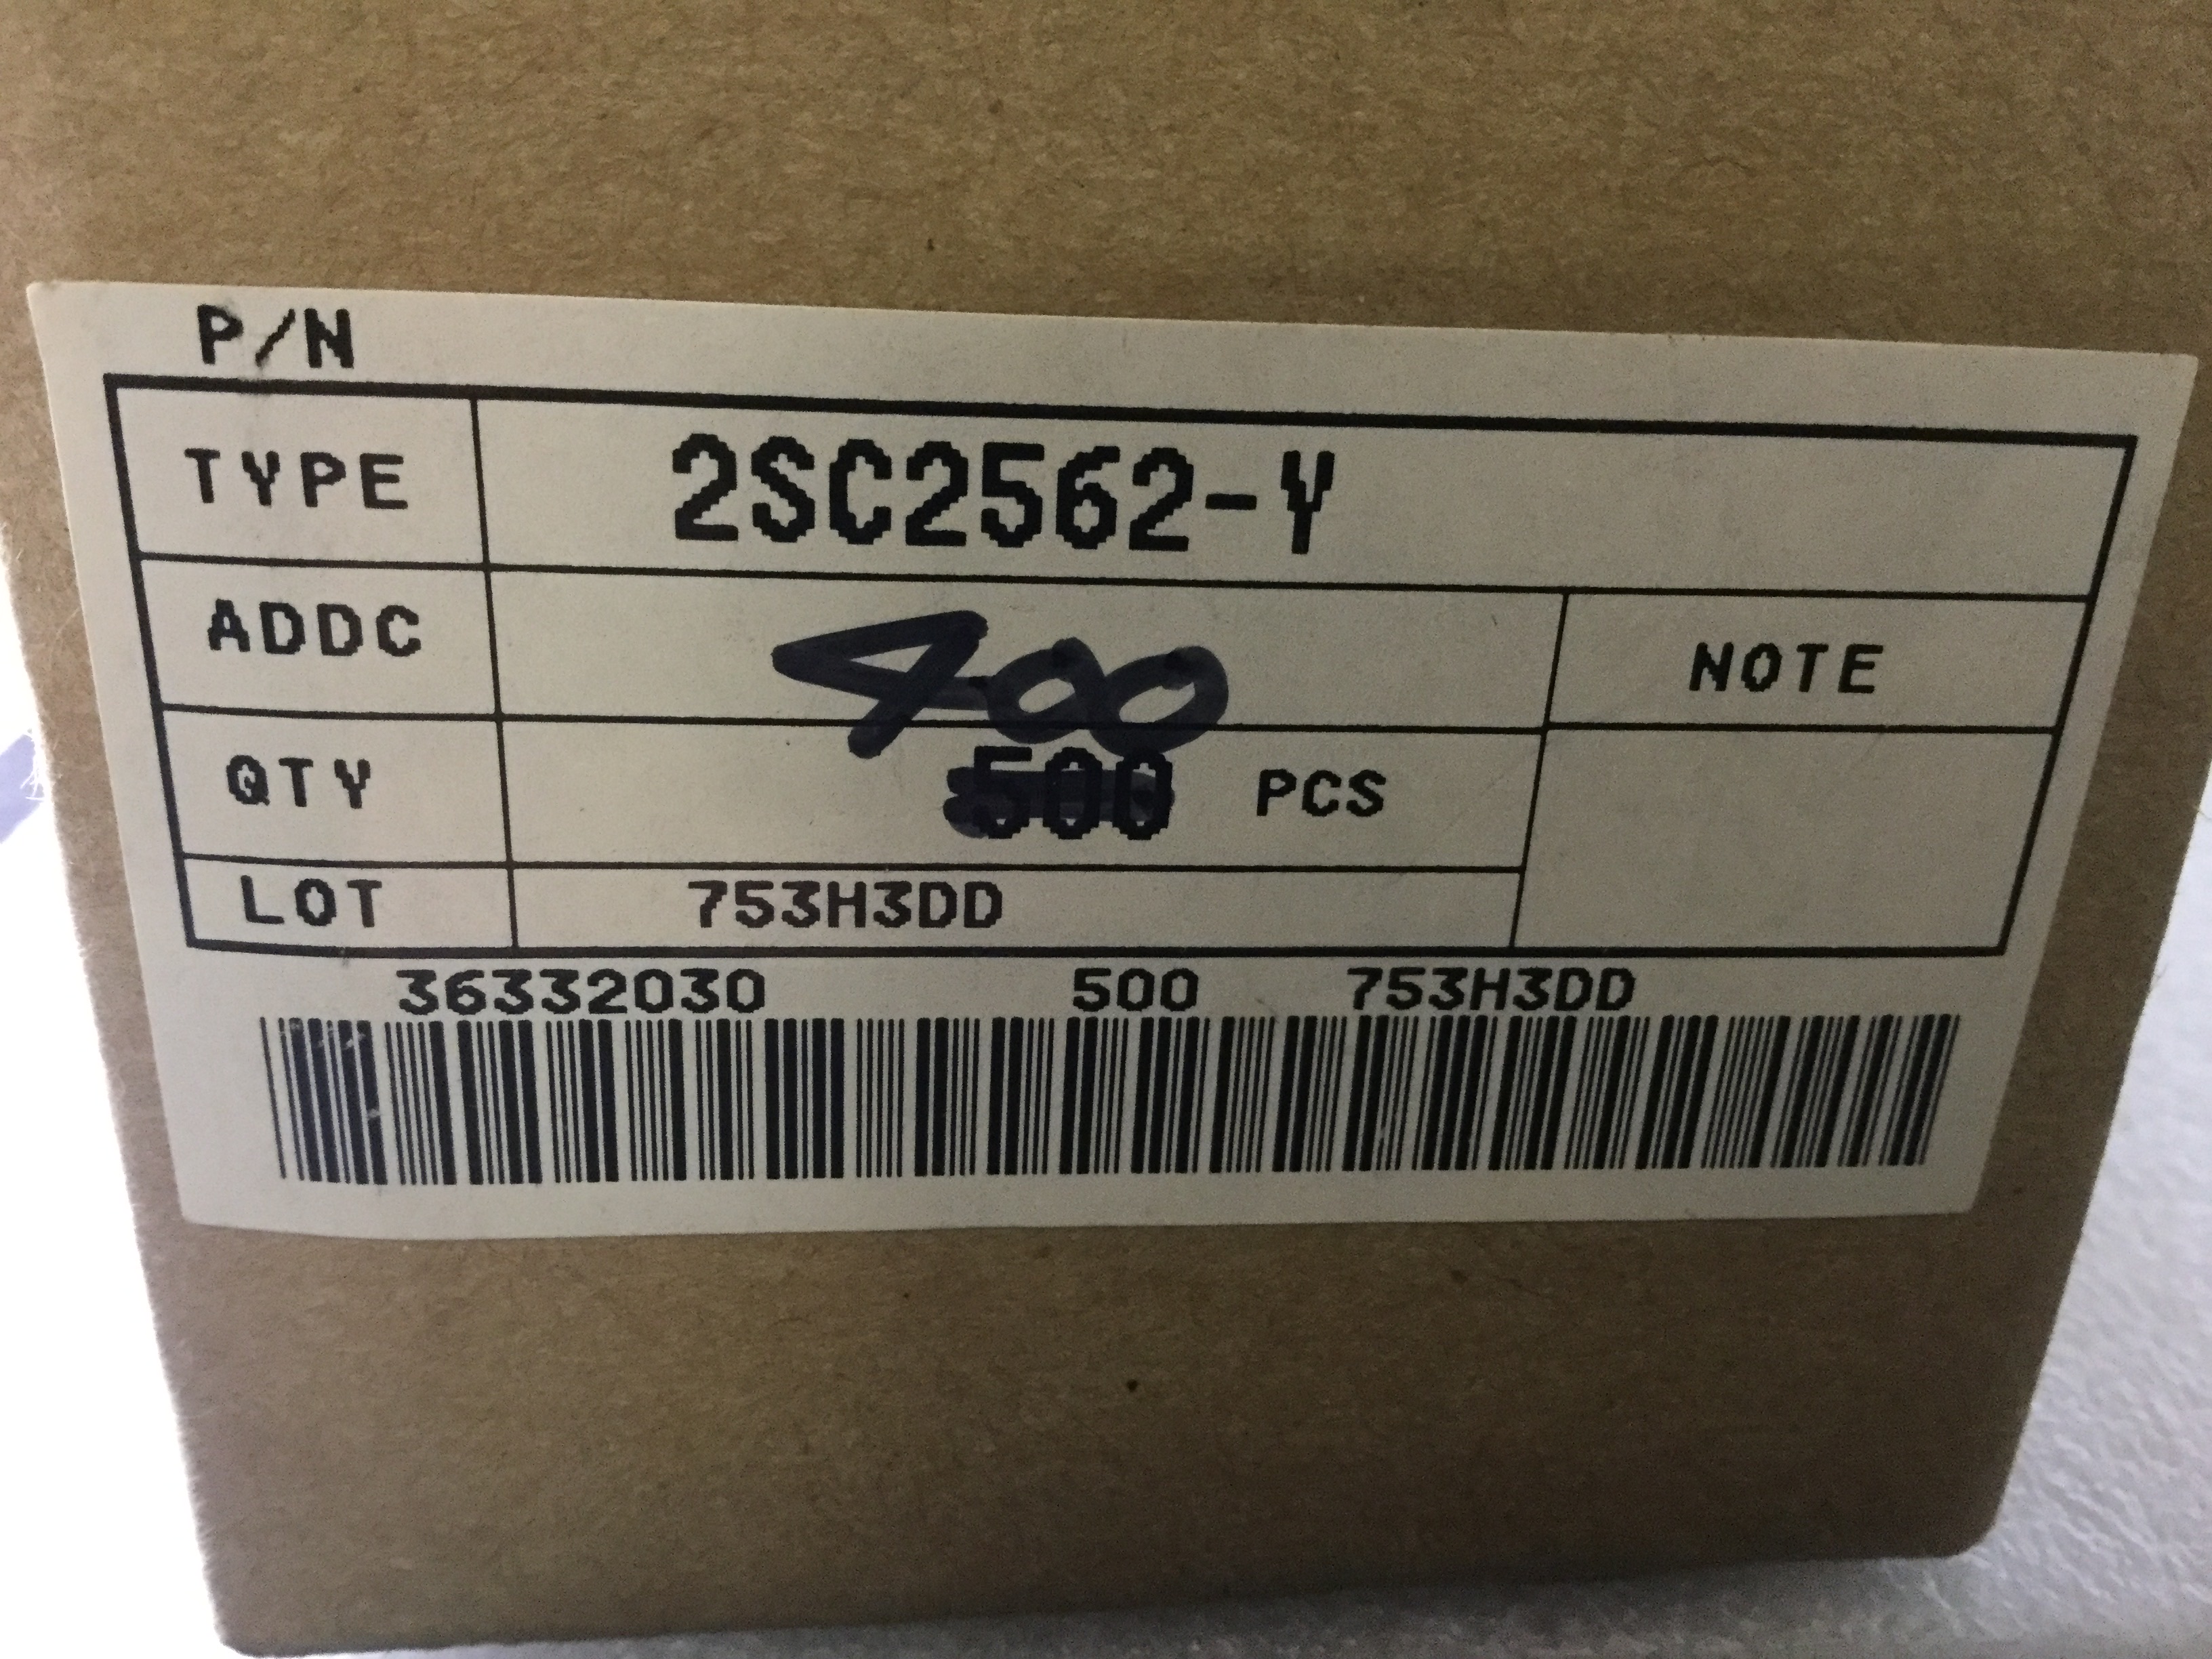 P/N
TYPE 2SC2562-Y
ADDC 400 NOTE
QTY 500 PCS
LOT 753H3DD
36332030 500 753H3DD